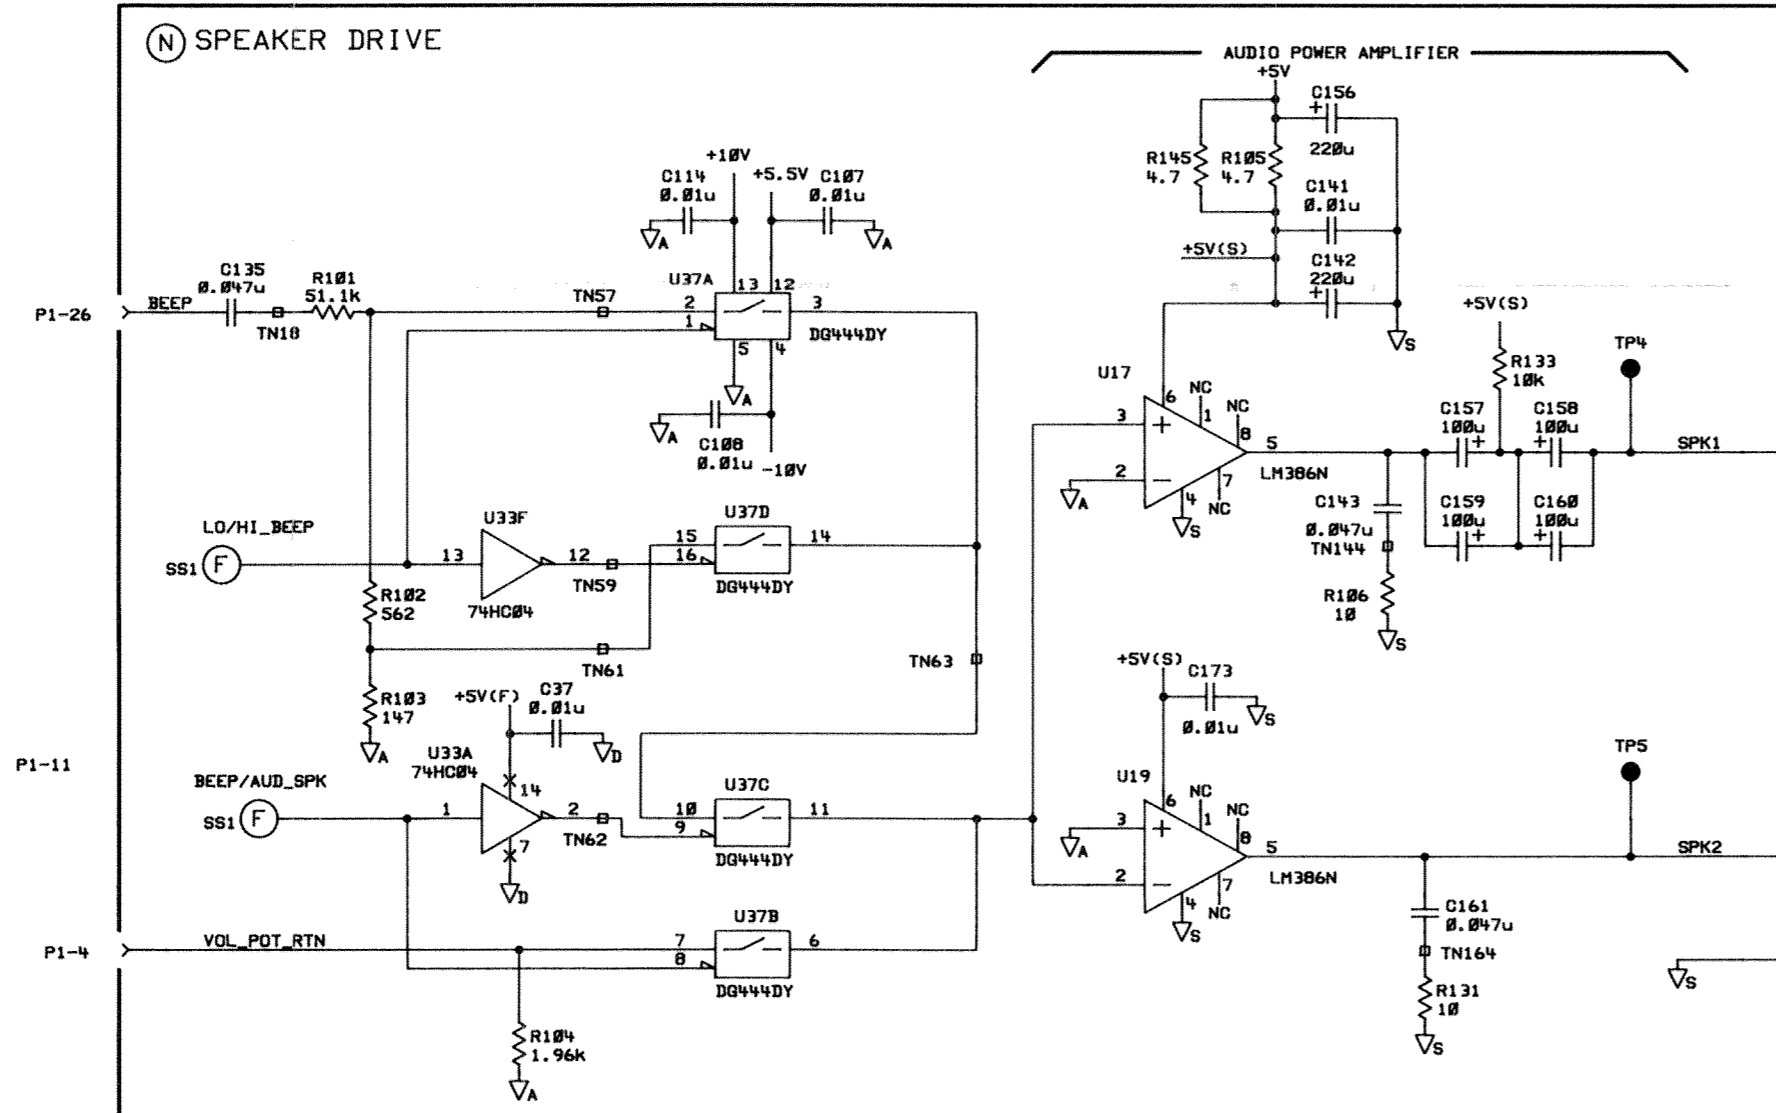 N SPEAKER DRIVE
AUDIO POWER AMPLIFIER
+5V
C156
+
220u
R145
4.7
R105
4.7
C141
0.01u
+5V(S)
C142
220u
+
S
+10V
C114
0.01u
+5.5V
C107
0.01u
A
A
U37A
13
12
2
3
1
5
4
DG444DY
A
A
C108
0.01u
-10V
P1-26
BEEP
C135
0.047u
TN18
R101
51.1k
TN57
LO/HI_BEEP
SS1
F
13
U33F
12
74HC04
TN59
U37D
15
14
16
DG444DY
R102
562
TN61
TN63
R103
147
A
+5V(F)
C37
0.01u
D
P1-11
U33A
74HC04
14
BEEP/AUD_SPK
SS1
F
1
2
TN62
7
D
U37C
10
11
9
DG444DY
P1-4
VOL_POT_RTN
U37B
7
6
8
DG444DY
R104
1.96k
A
U17
6
NC
1
NC
8
3
+
2
-
5
LM386N
7
NC
4
A
S
+5V(S)
R133
10k
TP4
C157
100u
+
C158
100u
+
SPK1
C143
0.047u
TN144
C159
100u
+
C160
100u
+
R106
10
S
+5V(S)
C173
0.01u
S
U19
6
NC
1
NC
8
3
+
A
2
-
5
LM386N
7
NC
4
S
TP5
SPK2
C161
0.047u
TN164
R131
10
S
S